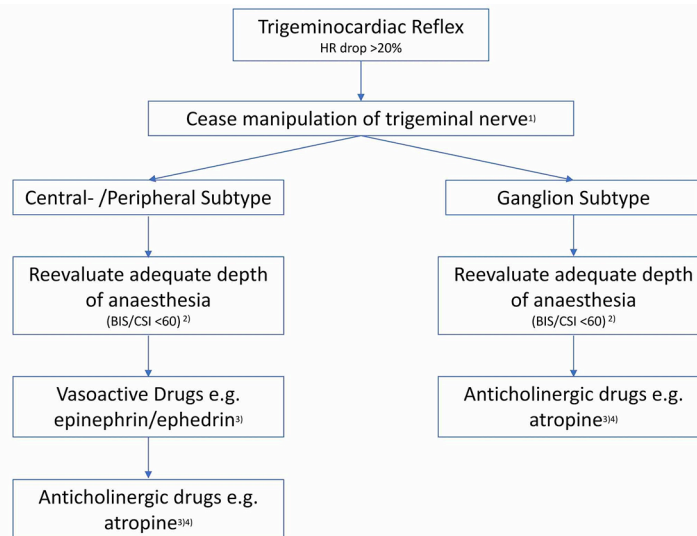 Trigeminocardiac Reflex
HR drop >20%
Cease manipulation of trigeminal nerve1)
Central- /Peripheral Subtype
Reevaluate adequate depth
of anaesthesia
(BIS/CSI <60) 2)
Vasoactive Drugs e.g.
epinephrin/ephedrin3)
Anticholinergic drugs e.g.
atropine3)4)
Ganglion Subtype
Reevaluate adequate depth
of anaesthesia
(BIS/CSI <60) 2)
Anticholinergic drugs e.g.
atropine3)4)